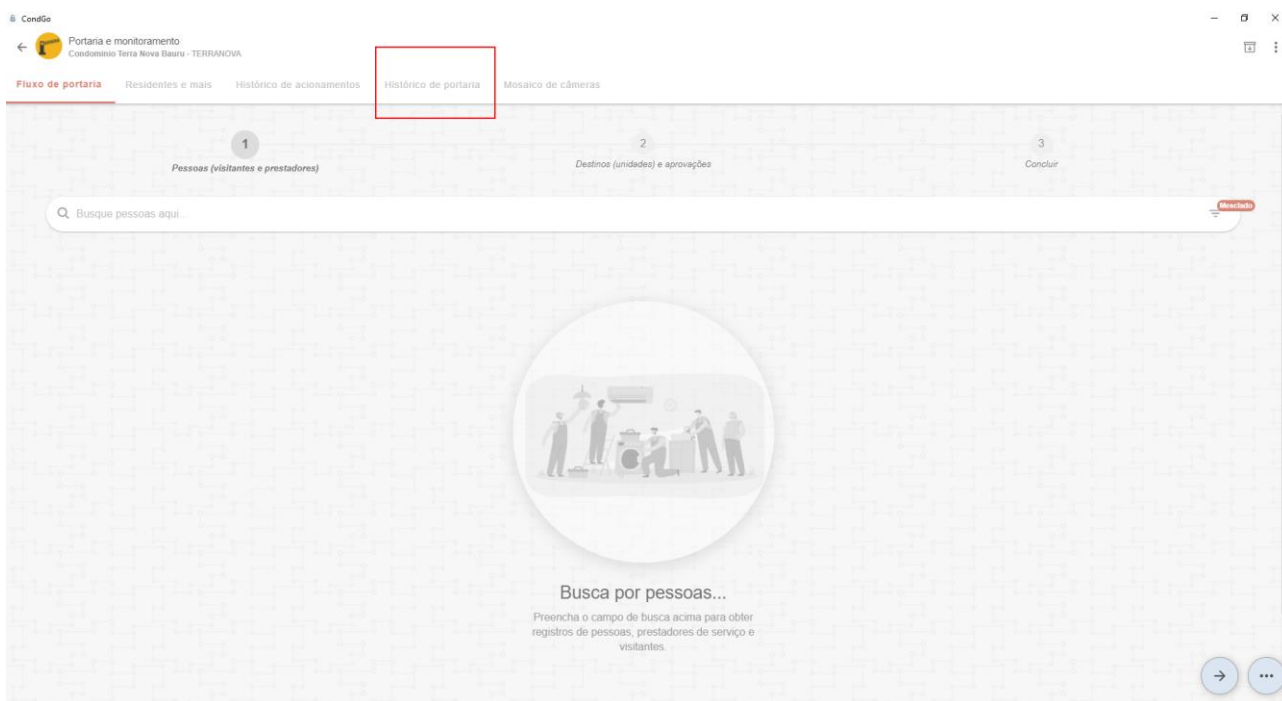 CondGo
Portaria e monitoramento
Condomínio Terra Nova Bauru - TERRANOVA
Fluxo de portaria
Residentes e mais
Histórico de acionamentos
Histórico de portaria
Mosaico de câmeras
1
Pessoas (visitantes e prestadores)
2
Destinos (unidades) e aprovações
3
Concluir
Busque pessoas aqui...
Mesclado
Busca por pessoas...
Preencha o campo de busca acima para obter
registros de pessoas, prestadores de serviço e
visitantes.